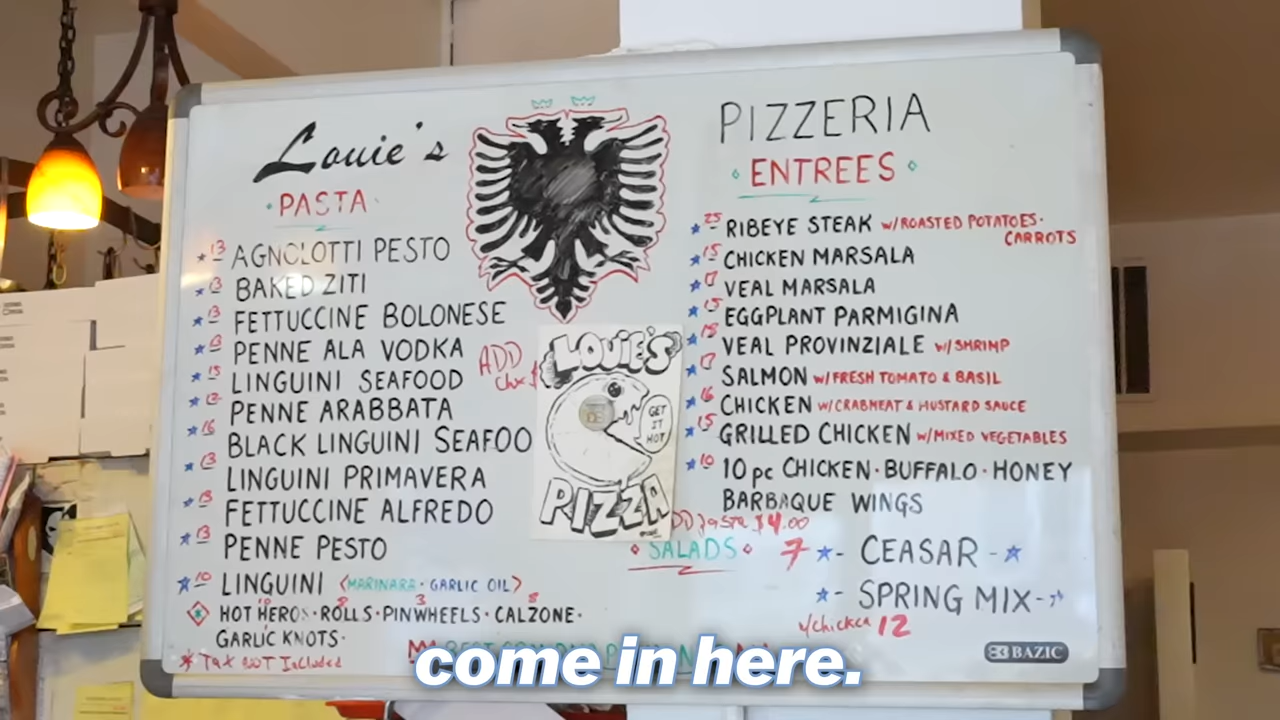 Louie's
PASTA
13 AGNOLOTTI PESTO
13 BAKED ZITI
13 FETTUCCINE BOLONESE
13 PENNE ALA VODKA
15 LINGUINI SEAFOOD
ADD
PENNE ARABBATA
16 BLACK LINGUINI SEAFOO
13 LINGUINI PRIMAVERA
13 FETTUCCINE ALFREDO
13 PENNE PESTO
10 LINGUINI (MARINARA · GARLIC OIL)
HOT HEROS · ROLLS · PINWHEELS · CALZONE ·
GARLIC KNOTS ·
* Tax NOT Included
LOUIE'S
GET
IT
HOT
PIZZA
PIZZERIA
ENTREES
25 RIBEYE STEAK W/ROASTED POTATOES·
CARROTS
15 CHICKEN MARSALA
17 VEAL MARSALA
15 EGGPLANT PARMIGINA
18 VEAL PROVINZIALE W/SHRIMP
17 SALMON W/FRESH TOMATO & BASIL
16 CHICKEN W/CRABMEAT & MUSTARD SAUCE
15 GRILLED CHICKEN W/MIXED VEGETABLES
10 10 pc CHICKEN · BUFFALO · HONEY
BARBAQUE WINGS
$4.00
SALADS 7 - CEASAR -
- SPRING MIX -
w/chicken 12
BAZIC
come in here.